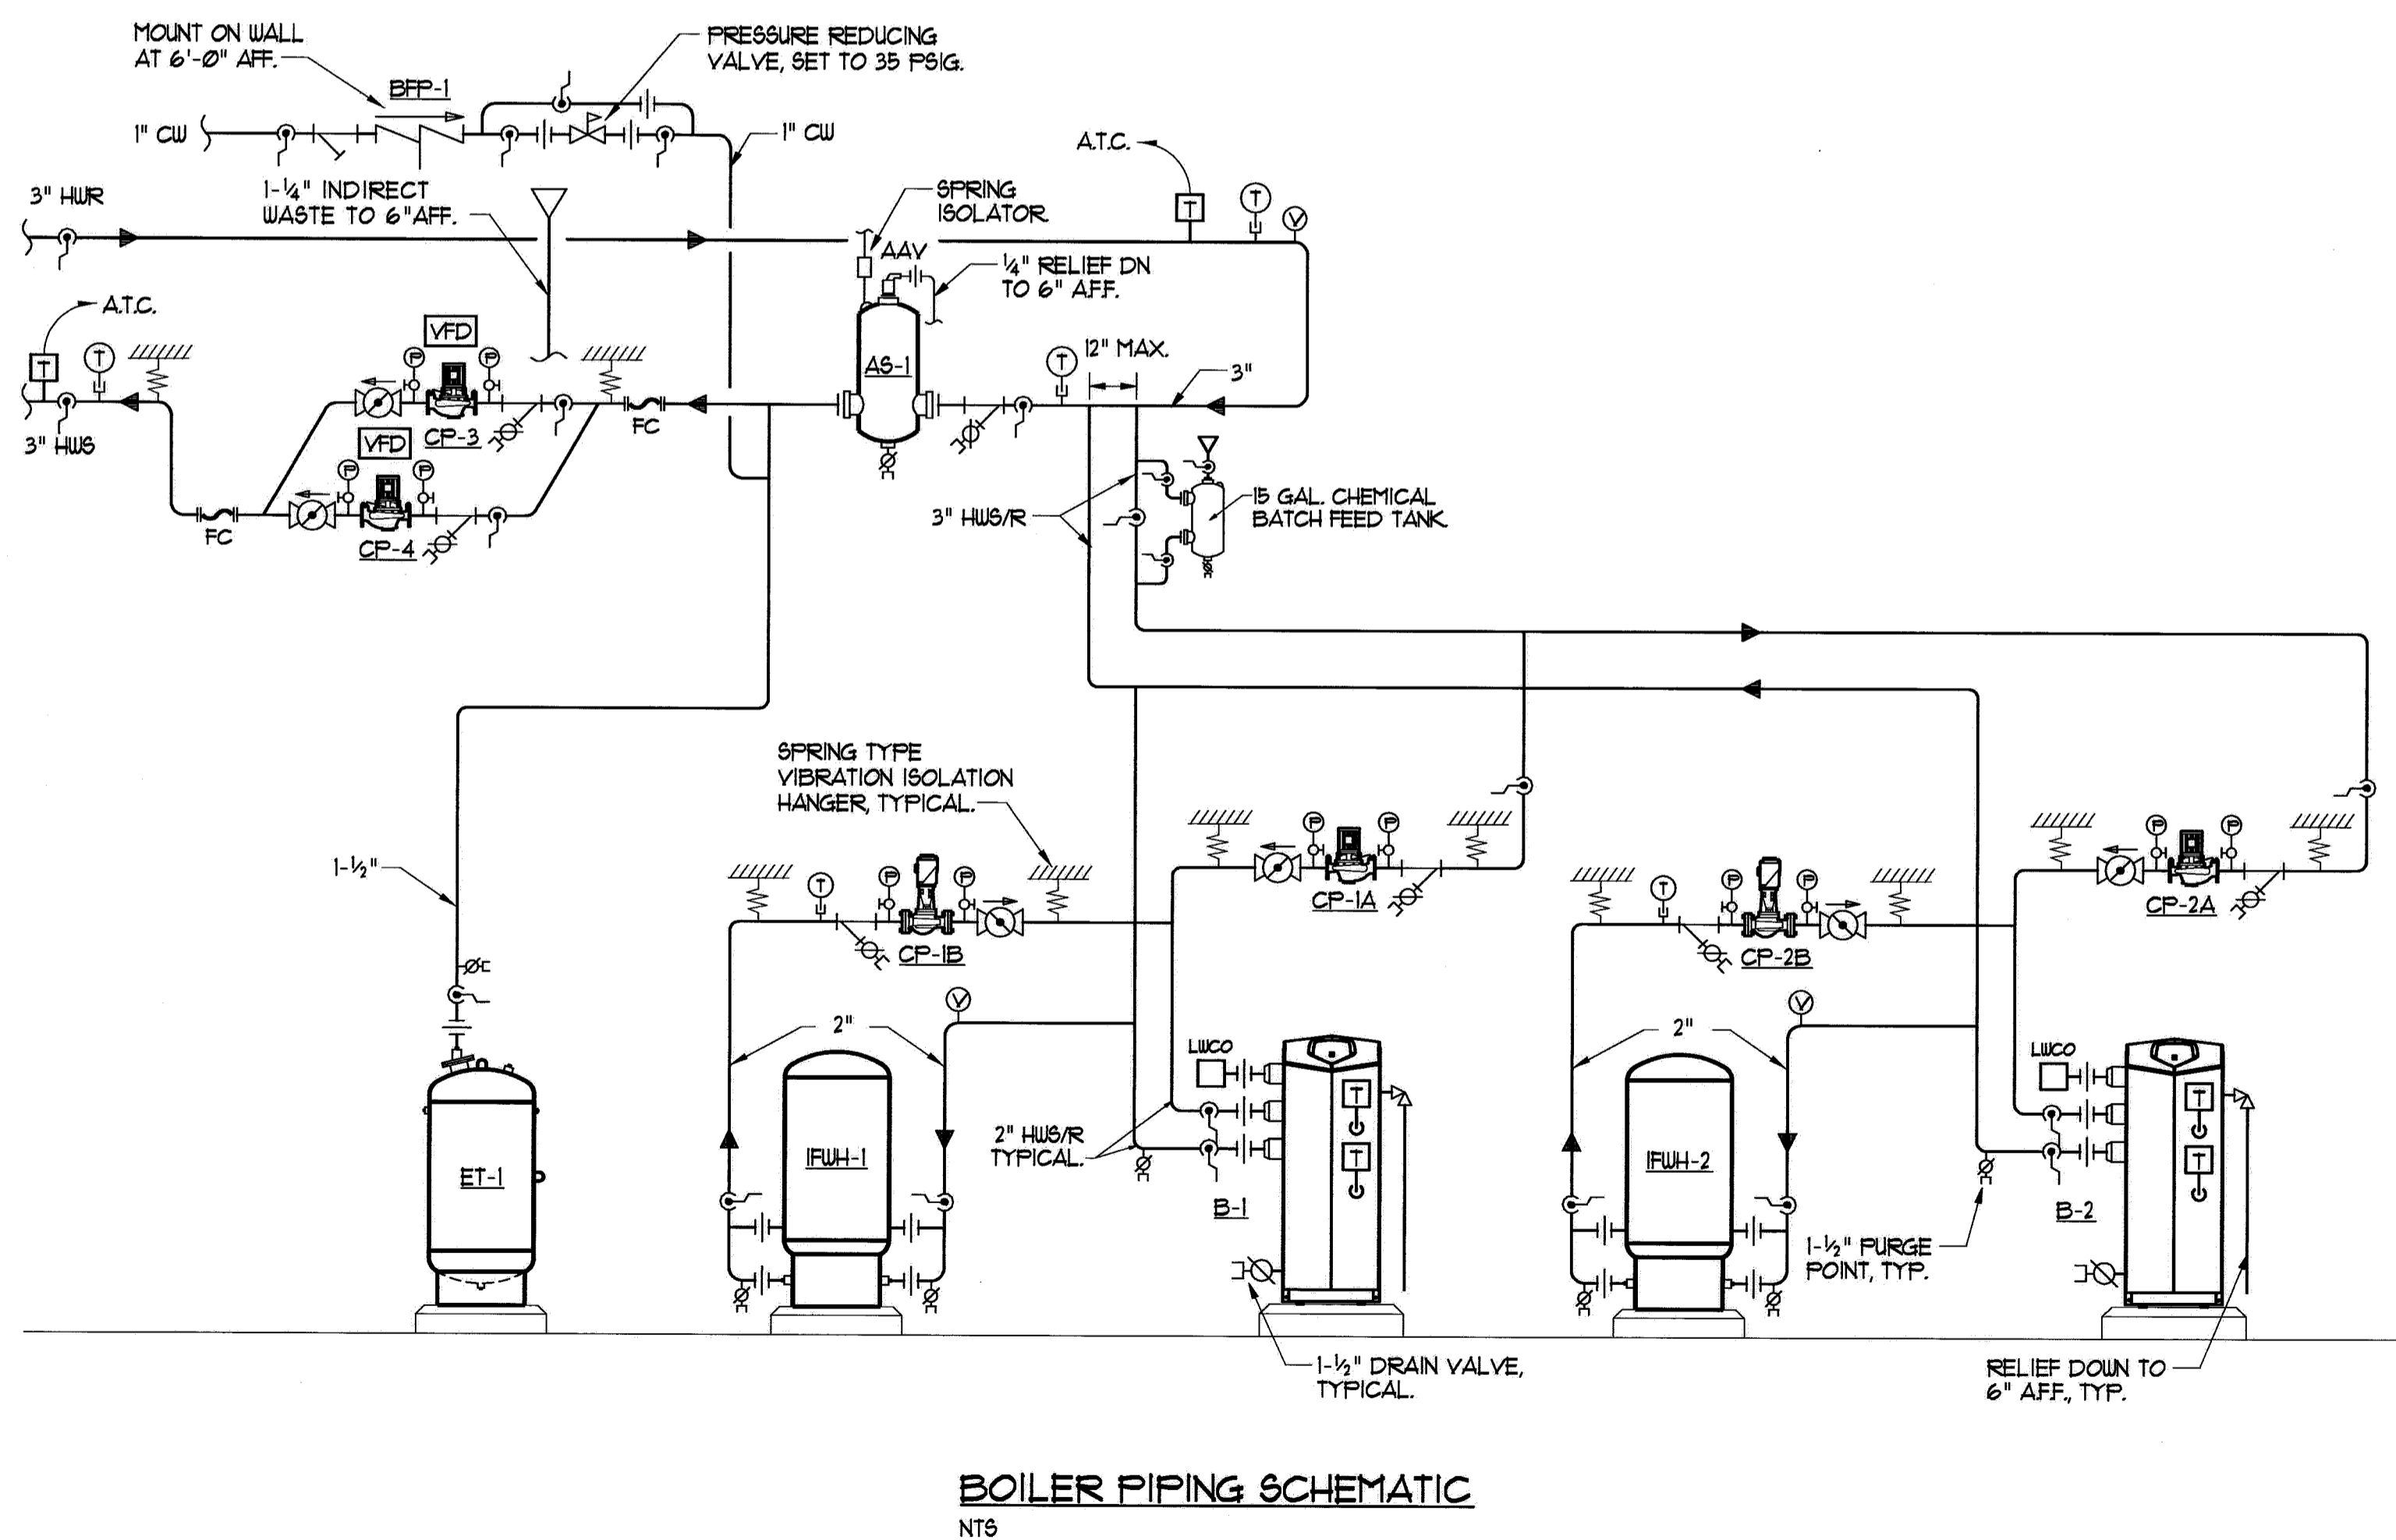 MOUNT ON WALL
AT 6'-0" AFF.
PRESSURE REDUCING
VALVE, SET TO 35 PSIG.
BFP-1
1" CW
1" CW
A.T.C.
3" HWR
1-1/4" INDIRECT
WASTE TO 6"AFF.
SPRING
ISOLATOR
T
T
V
AAV
1/4" RELIEF DN
TO 6" A.F.F.
A.T.C.
VFD
T
T
P
P
AS-1
T
12" MAX.
3"
FC
CP-3
3" HWS
VFD
P
P
15 GAL. CHEMICAL
BATCH FEED TANK
3" HWS/R
FC
CP-4
SPRING TYPE
VIBRATION ISOLATION
HANGER, TYPICAL.
P
P
P
P
1-1/2"
T
P
P
CP-1A
T
P
P
CP-2A
CP-1B
CP-2B
V
V
2"
2"
LWCO
LWCO
T
T
2" HWS/R
TYPICAL.
IFWH-1
T
IFWH-2
T
ET-1
B-1
B-2
1-1/2" PURGE
POINT, TYP.
1-1/2" DRAIN VALVE,
TYPICAL.
RELIEF DOWN TO
6" A.F.F., TYP.
BOILER PIPING SCHEMATIC
NTS